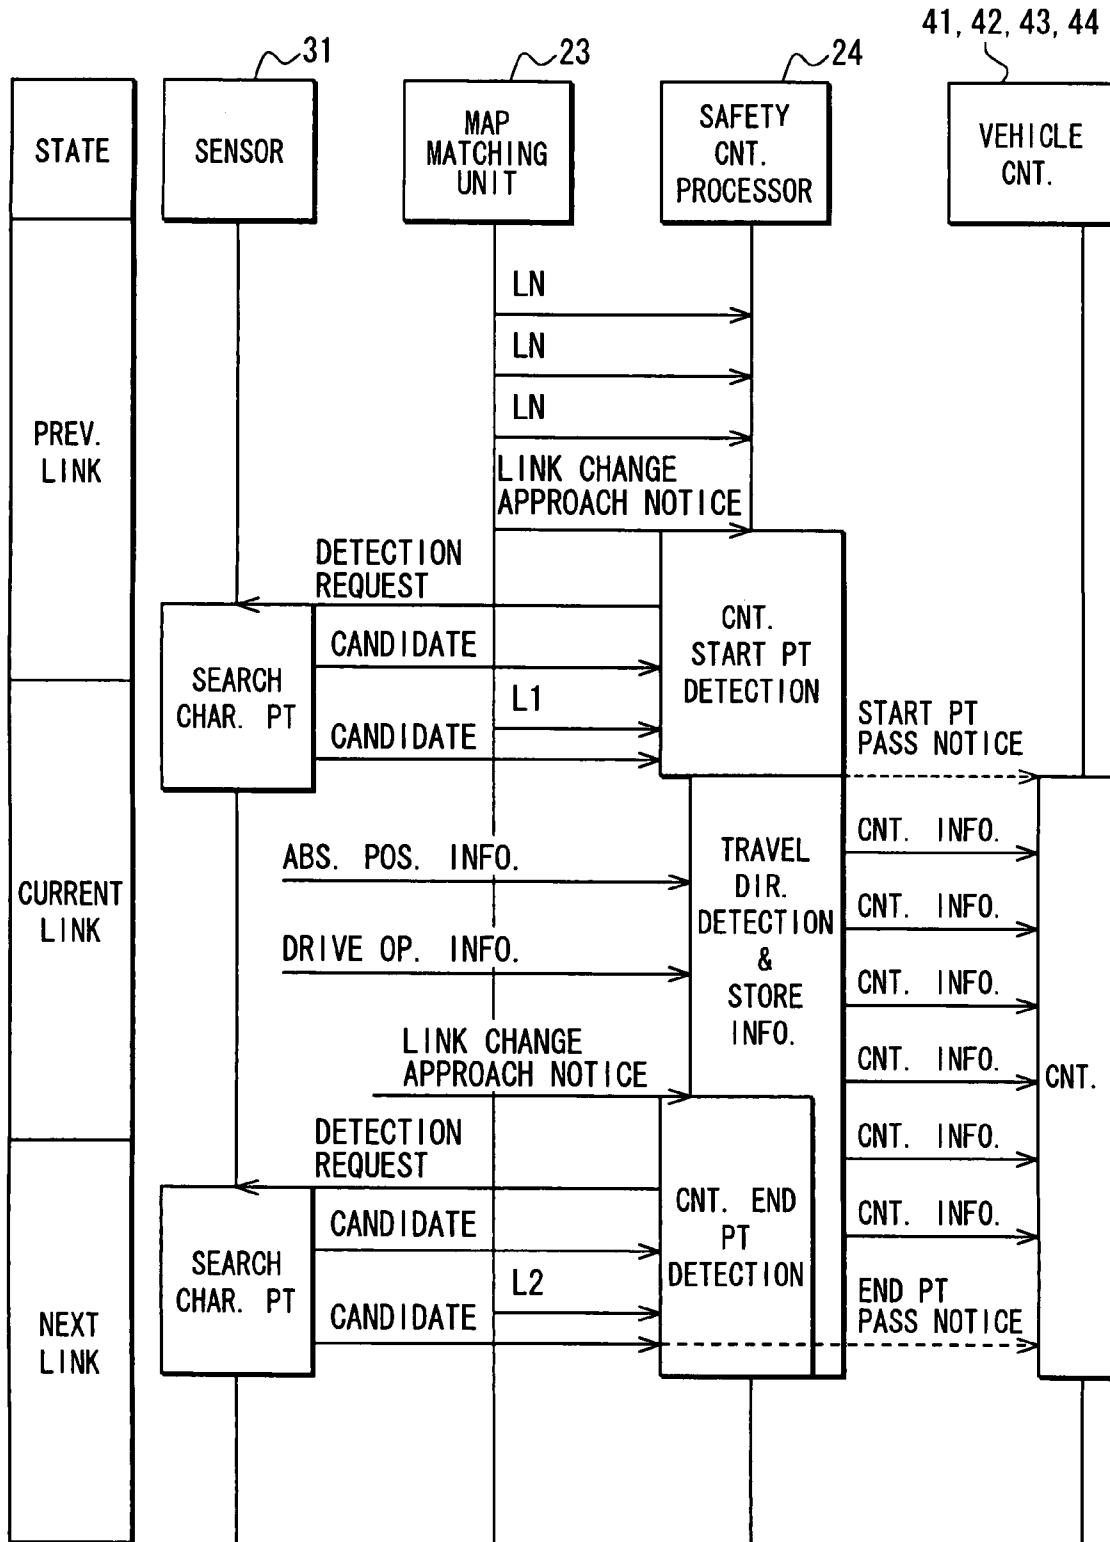 41, 42, 43, 44
31
23
24
STATE
SENSOR
MAP
MATCHING
UNIT
SAFETY
CNT.
PROCESSOR
VEHICLE
CNT.
LN
LN
LN
PREV.
LINK
LINK CHANGE
APPROACH NOTICE
DETECTION
REQUEST
CANDIDATE
SEARCH
CHAR. PT
L1
CANDIDATE
CNT.
START PT
DETECTION
START PT
PASS NOTICE
CURRENT
LINK
ABS. POS. INFO.
DRIVE OP. INFO.
TRAVEL
DIR.
DETECTION
&
STORE
INFO.
CNT. INFO.
CNT. INFO.
CNT. INFO.
CNT. INFO.
CNT. INFO.
CNT. INFO.
CNT.
LINK CHANGE
APPROACH NOTICE
DETECTION
REQUEST
CANDIDATE
SEARCH
CHAR. PT
L2
CANDIDATE
CNT. END
PT
DETECTION
END PT
PASS NOTICE
NEXT
LINK